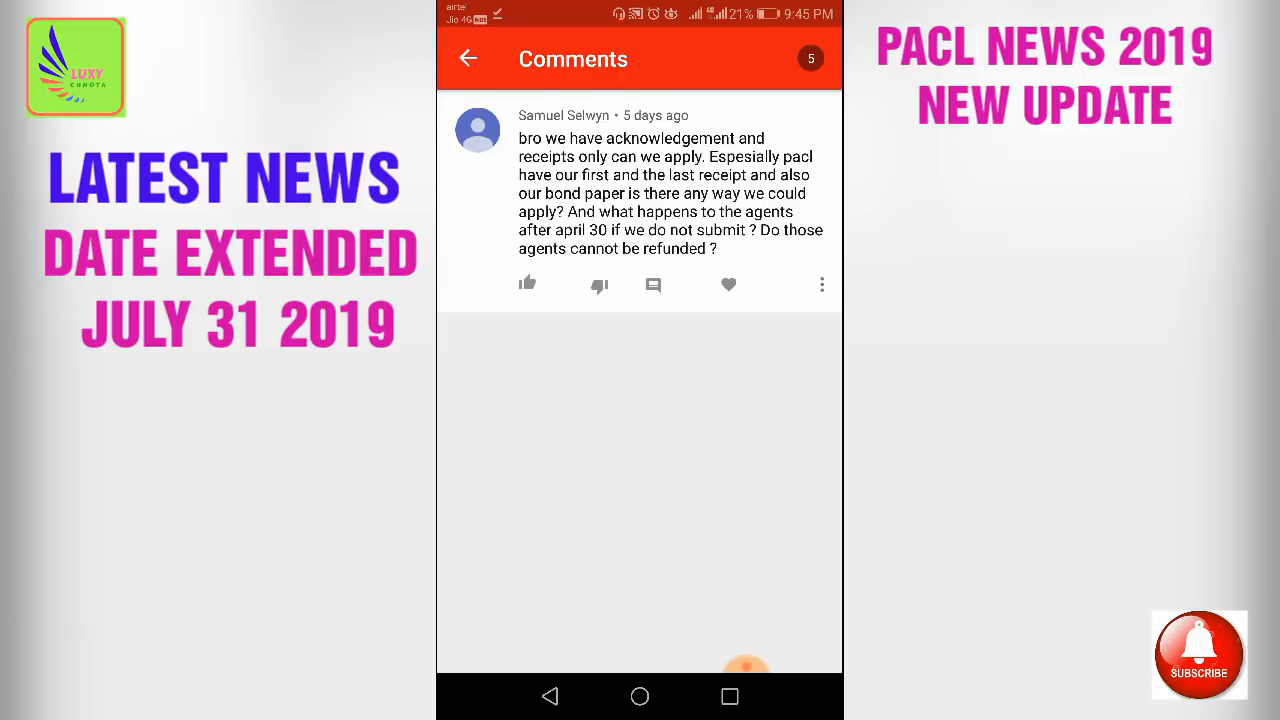 LUXY
CHHOTA
LATEST NEWS
DATE EXTENDED
JULY 31 2019
airtel
Jio 4G
21% 9:45 PM
Comments
5
Samuel Selwyn • 5 days ago
bro we have acknowledgement and
receipts only can we apply. Espesially pacl
have our first and the last receipt and also
our bond paper is there any way we could
apply? And what happens to the agents
after april 30 if we do not submit ? Do those
agents cannot be refunded ?
PACL NEWS 2019
NEW UPDATE
SUBSCRIBE